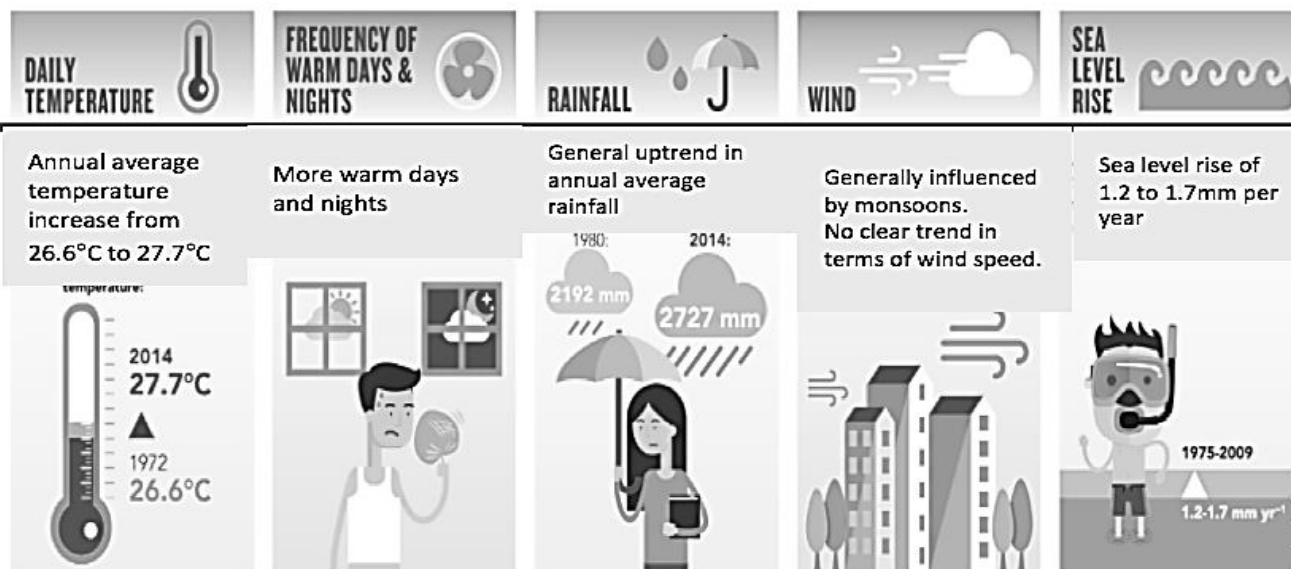 DAILY
TEMPERATURE
FREQUENCY OF
WARM DAYS &
NIGHTS
RAINFALL
WIND
SEA
LEVEL
RISE
Annual average
temperature
increase from
26.6°C to 27.7°C
temperature:
2014
27.7°C
1972
26.6°C
More warm days
and nights
General uptrend in
annual average
rainfall
1980:
2192 mm
2014:
2727 mm
Generally influenced
by monsoons.
No clear trend in
terms of wind speed.
Sea level rise of
1.2 to 1.7mm per
year
1975-2009
1.2-1.7 mm yr⁻¹